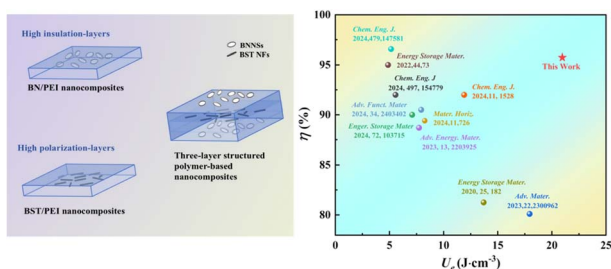 High insulation-layers
BN/PEI nanocomposites
High polarization-layers
BST/PEI nanocomposites
BNNSs
BST NFs
Three-layer structured
polymer-based
nanocomposites
η (%)
100
95
90
85
80
Chem. Eng. J.
2024,479,147581
Energy Storage Mater.
2022,44,73
Chem. Eng. J
2024, 497, 154779
Chem. Eng. J.
2024,11, 1528
This Work
Adv. Funct. Mater
2024, 34, 2403402
Mater. Horiz.
2024,11,726
Enger. Storage Mater
2024, 72, 103715
Adv. Energy. Mater.
2023, 13, 2203925
Energy Storage Mater.
2020, 25, 182
Adv. Mater.
2023,22,2300962
0
5
10
15
20
25
Ue (J·cm-3)